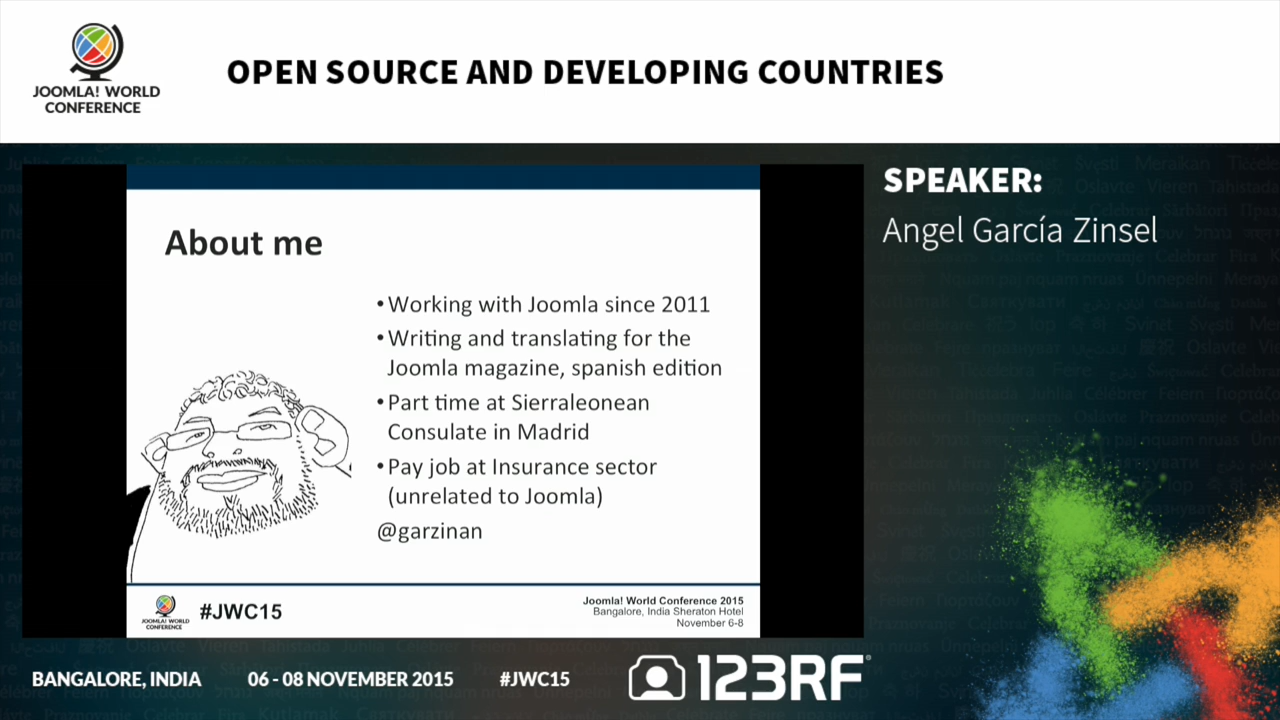 JOOMLA! WORLD
CONFERENCE
OPEN SOURCE AND DEVELOPING COUNTRIES
SPEAKER:
Angel García Zinsel
About me
• Working with Joomla since 2011
• Writing and translating for the
Joomla magazine, spanish edition
• Part time at Sierraleonean
Consulate in Madrid
• Pay job at Insurance sector
(unrelated to Joomla)
@garzinan
JOOMLA! WORLD
CONFERENCE
#JWC15
Joomla! World Conference 2015
Bangalore, India Sheraton Hotel
November 6-8
BANGALORE, INDIA
06 - 08 NOVEMBER 2015
#JWC15
123RF®